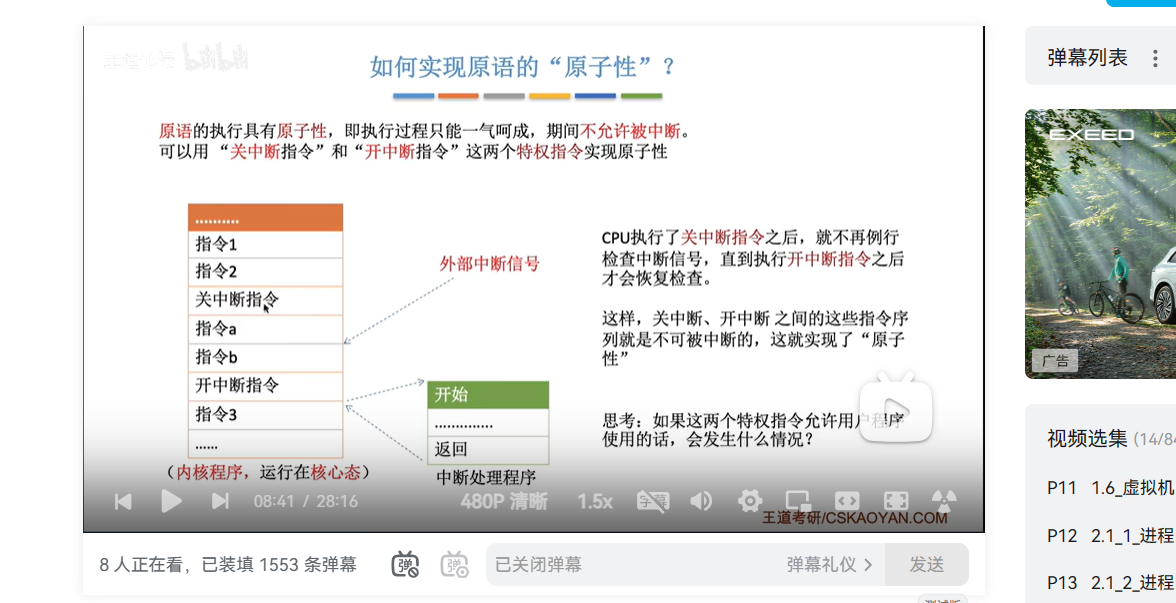 bilibili
如何实现原语的“原子性”？
弹幕列表
EXEED
原语的执行具有原子性，即执行过程只能一气呵成，期间不允许被中断。
可以用 “关中断指令”和“开中断指令”这两个特权指令实现原子性
..........
指令1
指令2
关中断指令
指令a
指令b
开中断指令
指令3
......
（内核程序，运行在核心态）
外部中断信号
开始
..............
返回
中断处理程序
CPU执行了关中断指令之后，就不再例行
检查中断信号，直到执行开中断指令之后
才会恢复检查。
这样，关中断、开中断 之间的这些指令序
列就是不可被中断的，这就实现了“原子
性”
思考：如果这两个特权指令允许用户程序
使用的话，会发生什么情况？
广告
视频选集 (14/84
P11 1.6_虚拟机
P12 2.1_1_进程
P13 2.1_2_进程
08:41 / 28:16
480P 清晰
1.5x
字幕
王道考研/CSKAOYAN.COM
8 人正在看，已装填 1553 条弹幕
弹
弹
已关闭弹幕
弹幕礼仪 >
发送
测试版